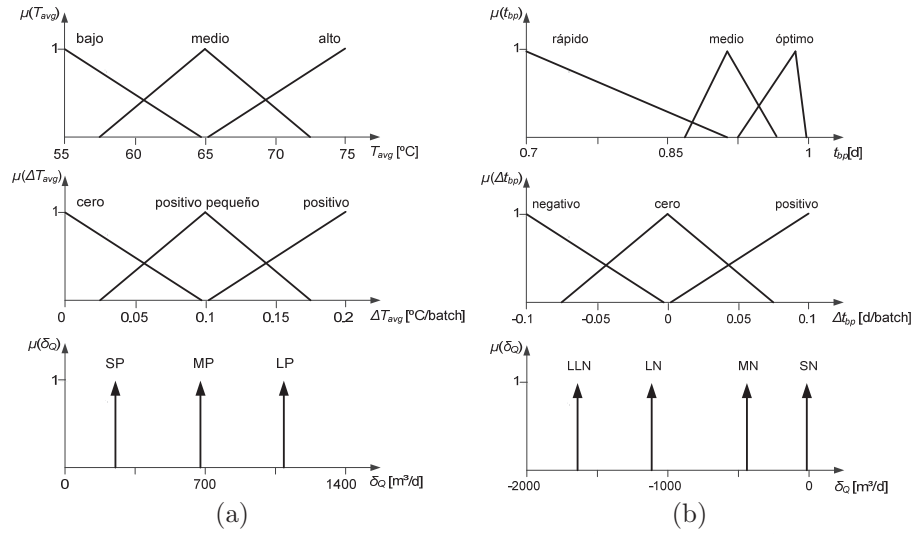 μ(T_avg)
bajo medio alto
1
55 60 65 70 75 T_avg [ºC]
μ(ΔT_avg)
cero positivo pequeño positivo
1
0 0.05 0.1 0.15 0.2 ΔT_avg [ºC/batch]
μ(δ_Q)
SP MP LP
1
0 700 1400 δ_Q [m³/d]
(a)
μ(t_bp)
rápido medio óptimo
1
0.7 0.85 1 t_bp[d]
μ(Δt_bp)
negativo cero positivo
1
-0.1 -0.05 0 0.05 0.1 Δt_bp [d/batch]
μ(δ_Q)
LLN LN MN SN
1
-2000 -1000 0 δ_Q [m³/d]
(b)